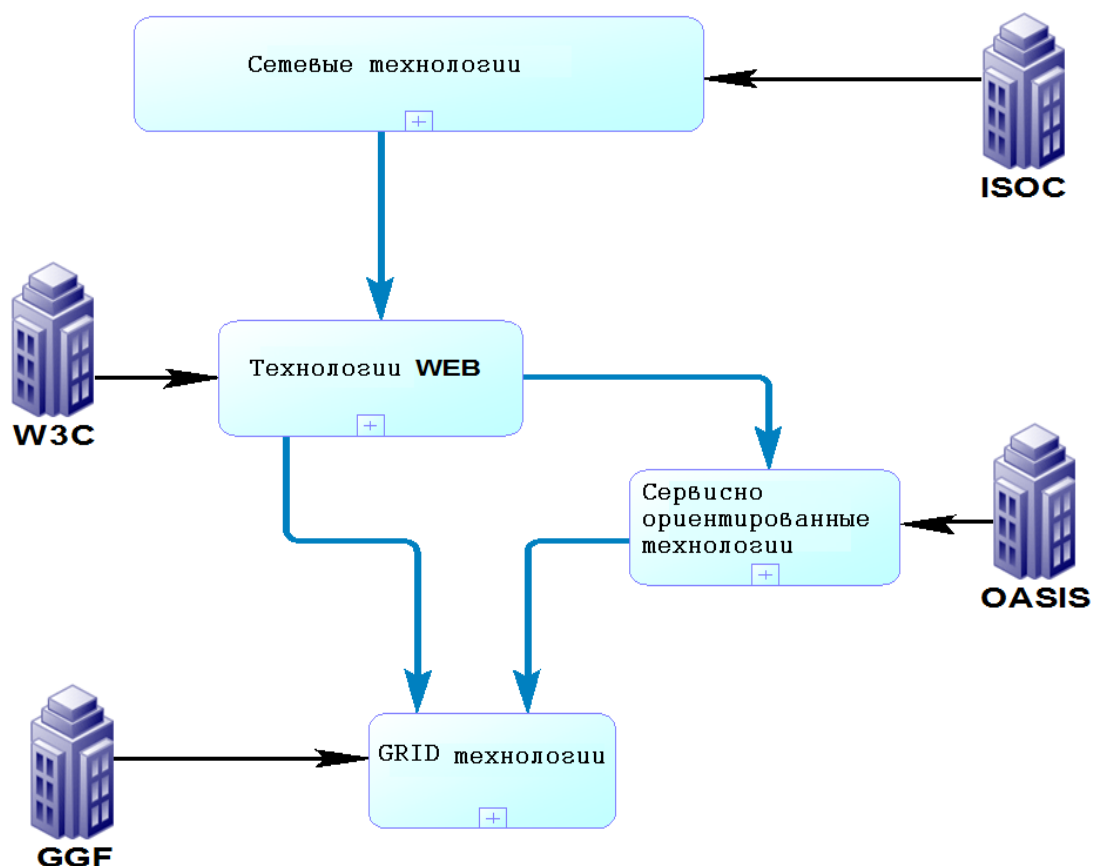 Сетевые технологии
ISOC
Технологии WEB
W3C
Сервисно
ориентированные
технологии
OASIS
GRID технологии
GGF